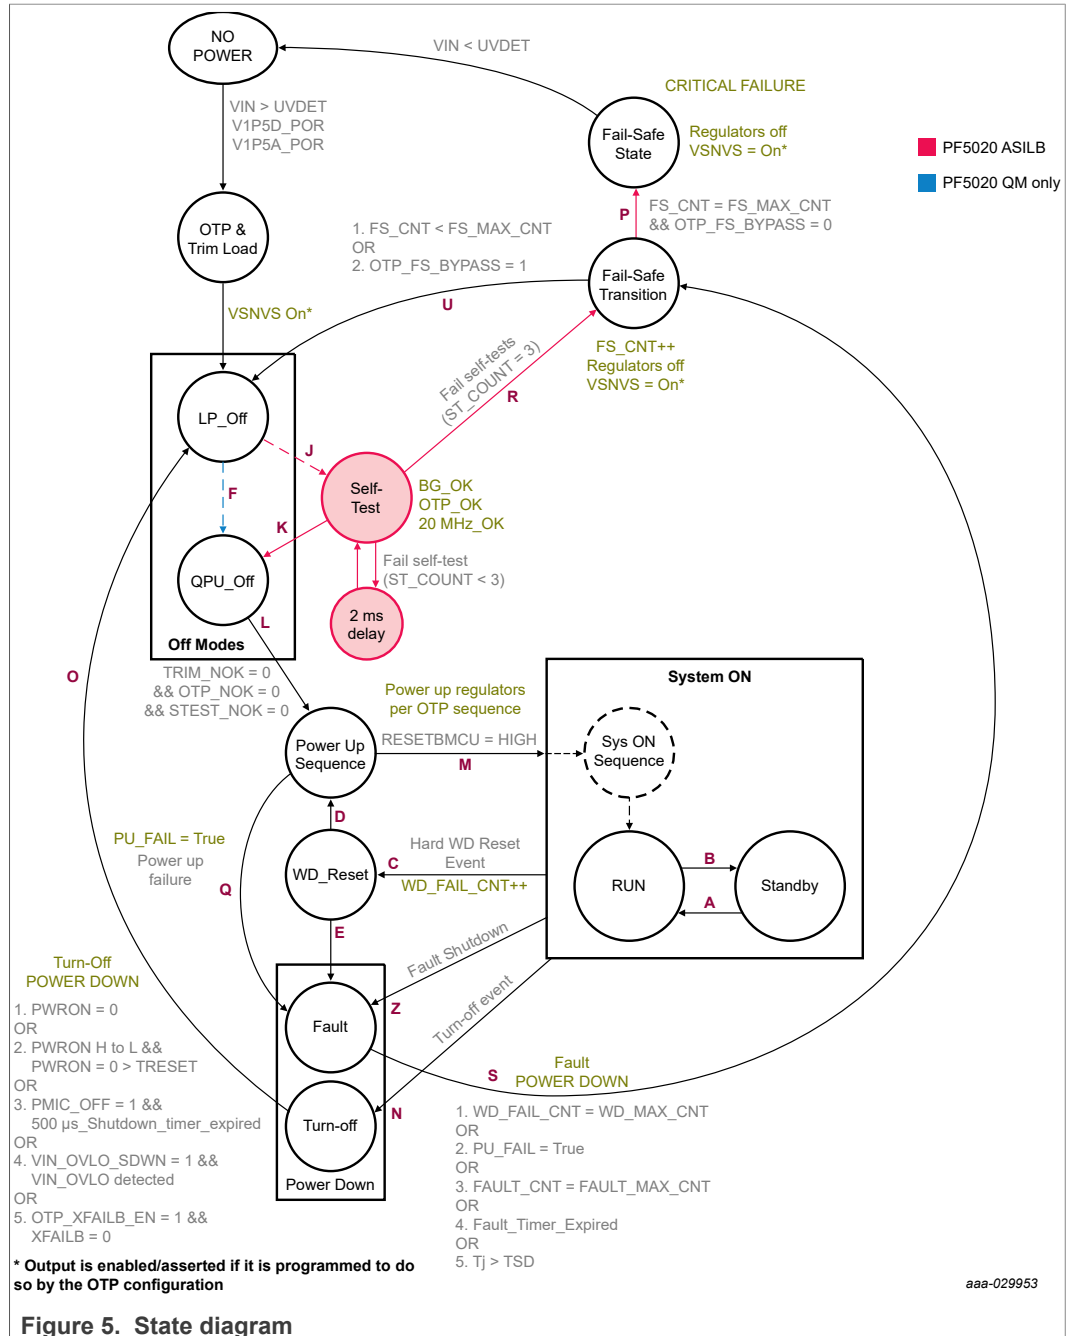 NO
POWER
VIN < UVDET
CRITICAL FAILURE
VIN > UVDET
V1P5D_POR
V1P5A_POR
Fail-Safe
State
Regulators off
VSNVS = On*
PF5020 ASILB
PF5020 QM only
P
FS_CNT = FS_MAX_CNT
&& OTP_FS_BYPASS = 0
OTP &
Trim Load
1. FS_CNT < FS_MAX_CNT
OR
2. OTP_FS_BYPASS = 1
Fail-Safe
Transition
U
VSNVS On*
FS_CNT++
Regulators off
VSNVS = On*
Fail self-tests
(ST_COUNT = 3)
R
LP_Off
J
F
Self-
Test
BG_OK
OTP_OK
20 MHz_OK
K
QPU_Off
Fail self-test
(ST_COUNT < 3)
2 ms
delay
L
Off Modes
O
TRIM_NOK = 0
&& OTP_NOK = 0
&& STEST_NOK = 0
Power up regulators
per OTP sequence
System ON
Power Up
Sequence
RESETBMCU = HIGH
M
Sys ON
Sequence
D
PU_FAIL = True
Power up
failure
Q
WD_Reset
C
Hard WD Reset
Event
WD_FAIL_CNT++
RUN
B
A
Standby
E
Fault Shutdown
Turn-Off
POWER DOWN
Fault
Z
Turn-off event
1. PWRON = 0
OR
2. PWRON H to L &&
PWRON = 0 > TRESET
OR
3. PMIC_OFF = 1 &&
500 µs_Shutdown_timer_expired
OR
4. VIN_OVLO_SDWN = 1 &&
VIN_OVLO detected
OR
5. OTP_XFAILB_EN = 1 &&
XFAILB = 0
S
Fault
POWER DOWN
Turn-off
N
Power Down
1. WD_FAIL_CNT = WD_MAX_CNT
OR
2. PU_FAIL = True
OR
3. FAULT_CNT = FAULT_MAX_CNT
OR
4. Fault_Timer_Expired
OR
5. Tj > TSD
* Output is enabled/asserted if it is programmed to do
so by the OTP configuration
aaa-029953
Figure 5. State diagram